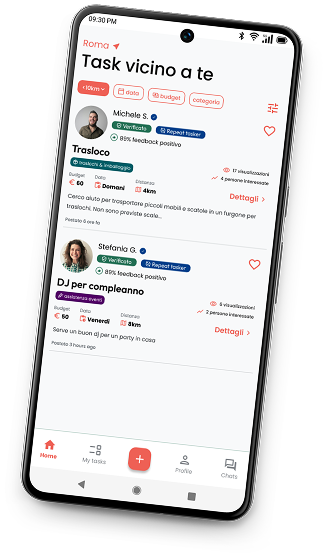 09:30 PM
Roma
Task vicino a te
<10km
data
budget
categoria
Michele S.
Verificato
Repeat Tasker
89% feedback positivo
Trasloco
traslochi & imballaggio
17 visualizzazioni
4 persone interessate
Budget Data Distanza
60 Domani 4km
Dettagli >
Cerco aiuto per trasportare piccoli mobili e scatole in un furgone per
traslochi. Non sono previste scale...
Postato 6 ore fa
Stefania G.
Verificato
Repeat Tasker
89% feedback positivo
DJ per compleanno
assistenza eventi
6 visualizzazioni
2 persone interessate
Budget Data Distanza
50 Venerdì 8km
Dettagli >
Serve un buon dj per un party in casa
Postato 3 hours ago
Home
My tasks
Profile
Chats